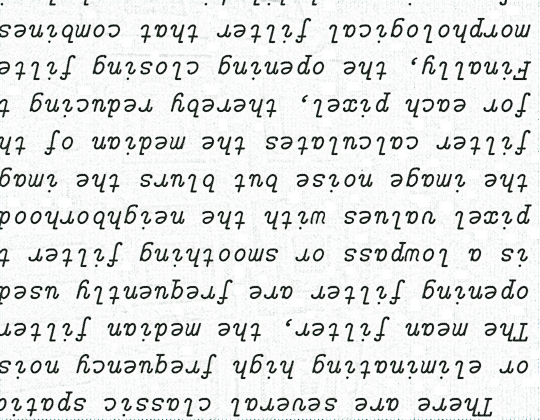 There are several classic spatia
or eliminating high frequency nois
The mean filter, the median filter
opening filter are frequently used
is a lowpass or smoothing filter t
pixel values with the neighborhood
the image noise but blurs the imag
filter calculates the median of th
for each pixel, thereby reducing t
Finally, the opening closing filte
morphological filter that combines